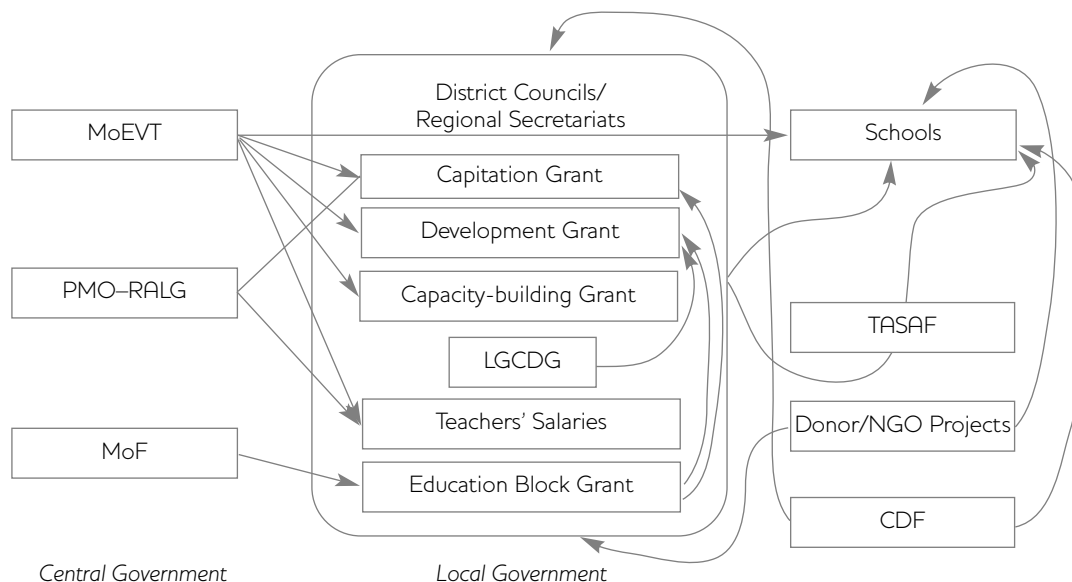 District Councils/
Regional Secretariats
MoEVT
Schools
Capitation Grant
Development Grant
PMO–RALG
Capacity-building Grant
TASAF
LGCDG
Teachers’ Salaries
Donor/NGO Projects
MoF
Education Block Grant
CDF
Central Government
Local Government